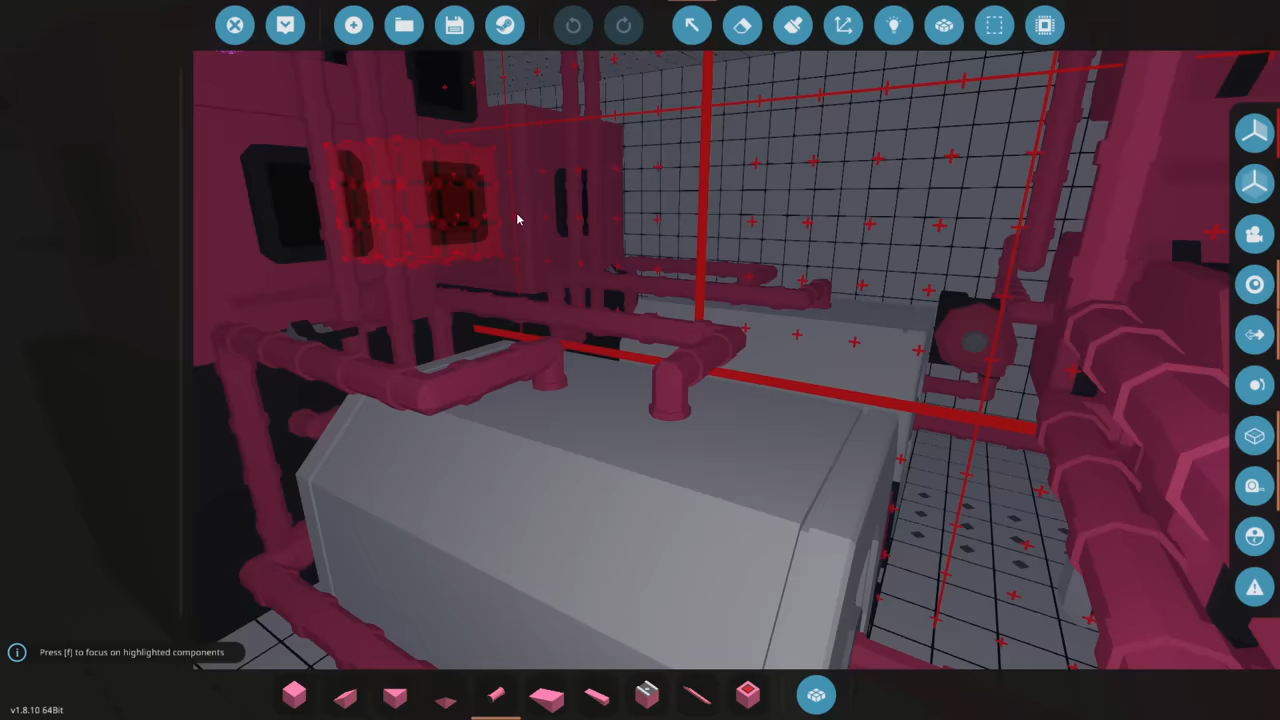 Press [f] to focus on highlighted components
v1.8.10 64Bit